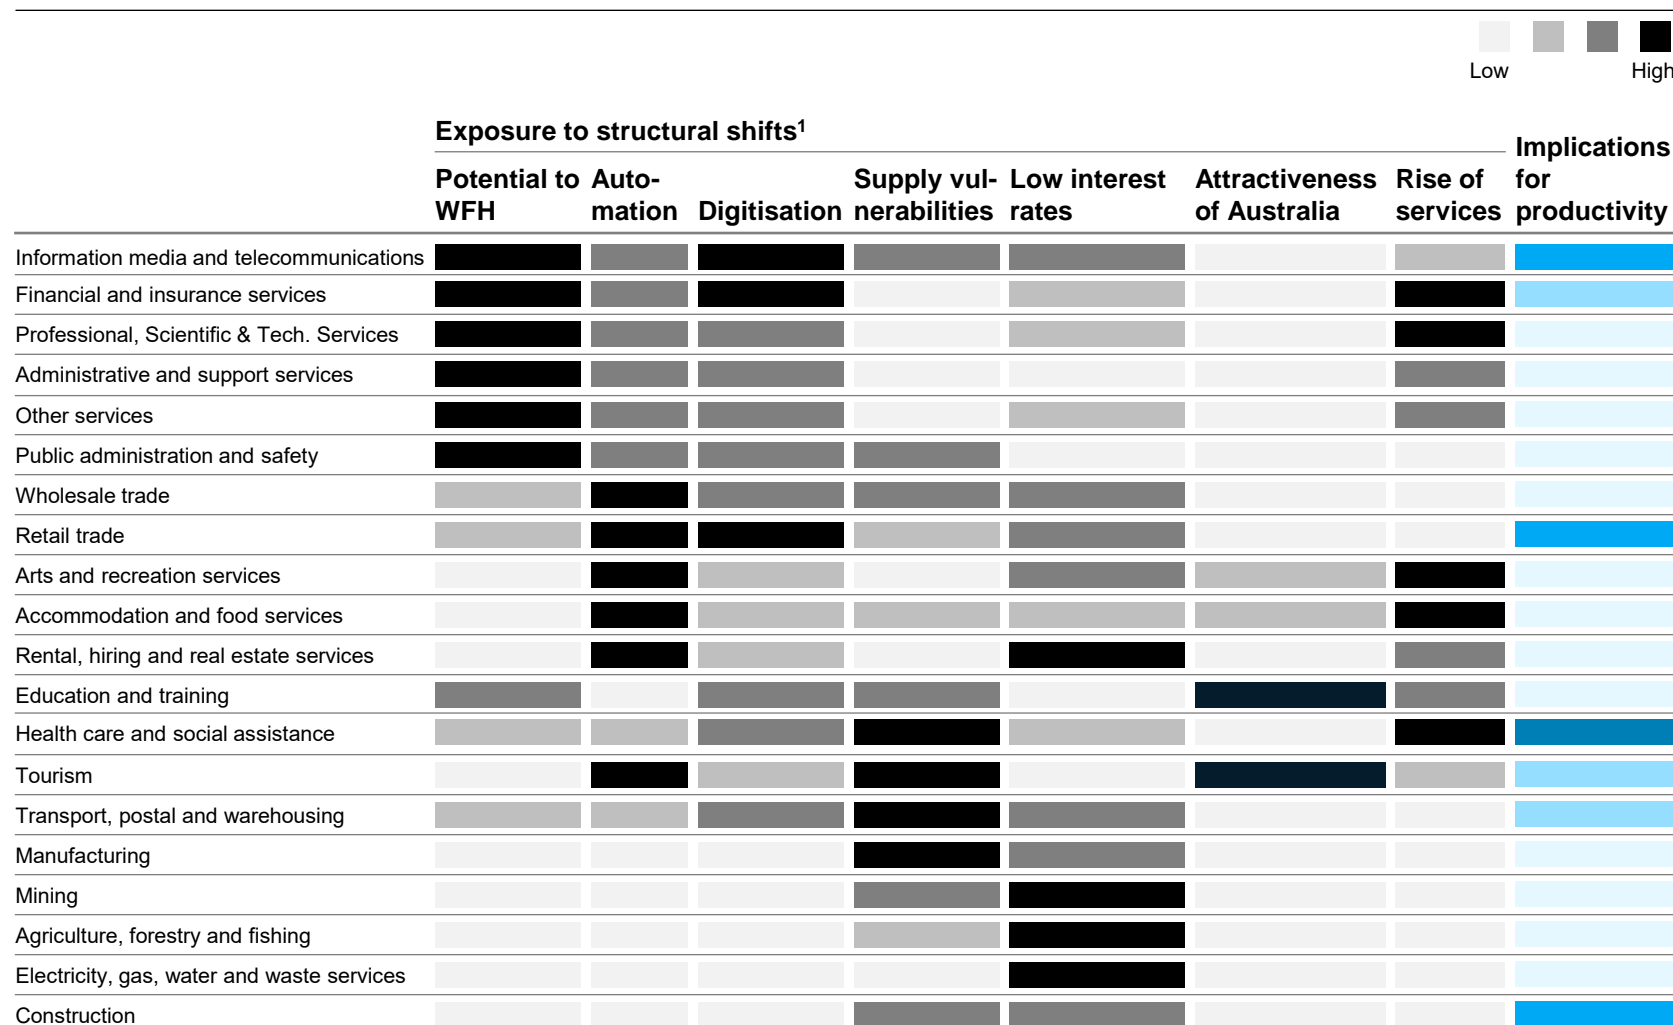 Low
High
Exposure to structural shifts1
Implications for productivity
Potential to WFH
Auto-mation
Digitisation
Supply vul-nerabilities
Low interest rates
Attractiveness of Australia
Rise of services
Information media and telecommunications
Financial and insurance services
Professional, Scientific & Tech. Services
Administrative and support services
Other services
Public administration and safety
Wholesale trade
Retail trade
Arts and recreation services
Accommodation and food services
Rental, hiring and real estate services
Education and training
Health care and social assistance
Tourism
Transport, postal and warehousing
Manufacturing
Mining
Agriculture, forestry and fishing
Electricity, gas, water and waste services
Construction